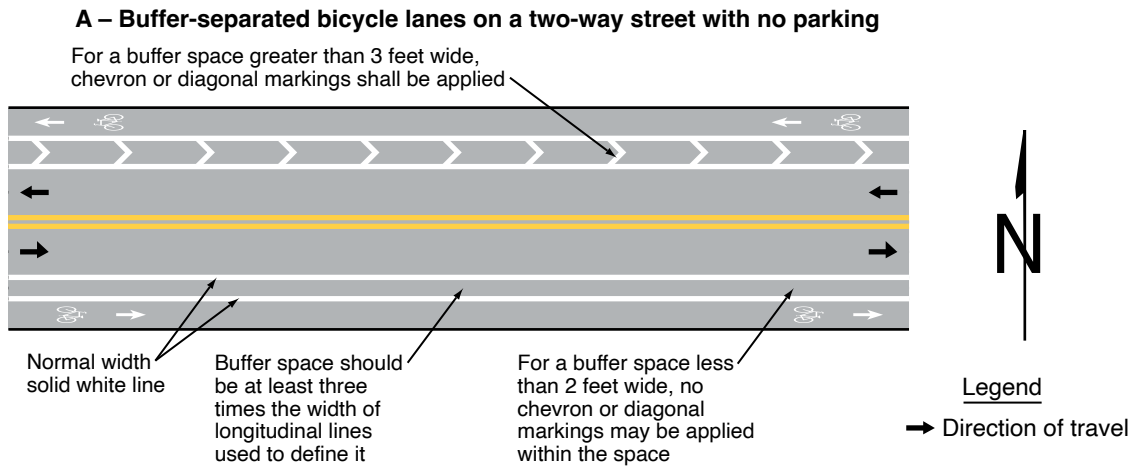 A – Buffer-separated bicycle lanes on a two-way street with no parking
For a buffer space greater than 3 feet wide,
chevron or diagonal markings shall be applied
N
Normal width
solid white line
Buffer space should
be at least three
times the width of
longitudinal lines
used to define it
For a buffer space less
than 2 feet wide, no
chevron or diagonal
markings may be applied
within the space
Legend
Direction of travel